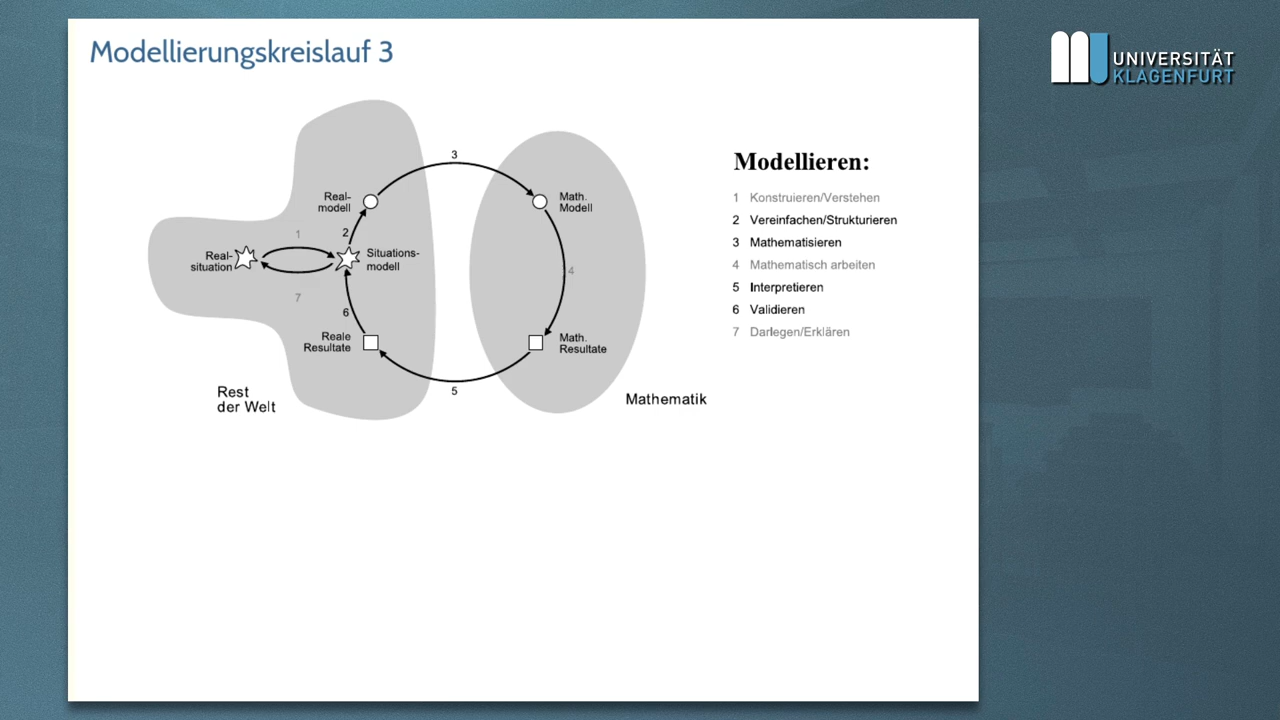 Modellierungskreislauf 3
UNIVERSITÄT
KLAGENFURT
3
Real-
modell
Math.
Modell
1
2
Real-
situation
Situations-
modell
4
7
6
Reale
Resultate
Math.
Resultate
5
Rest
der Welt
Mathematik
Modellieren:
1 Konstruieren/Verstehen
2 Vereinfachen/Strukturieren
3 Mathematisieren
4 Mathematisch arbeiten
5 Interpretieren
6 Validieren
7 Darlegen/Erklären